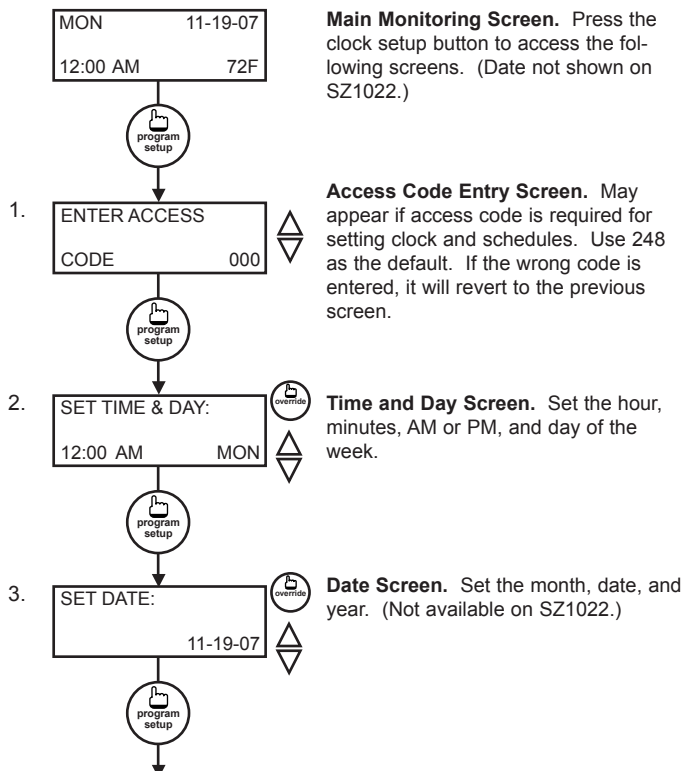 MON 11-19-07
12:00 AM 72F
Main Monitoring Screen. Press the
clock setup button to access the fol-
lowing screens. (Date not shown on
SZ1022.)
program
setup
1.
ENTER ACCESS
CODE 000
Access Code Entry Screen. May
appear if access code is required for
setting clock and schedules. Use 248
as the default. If the wrong code is
entered, it will revert to the previous
screen.
program
setup
2.
SET TIME & DAY:
12:00 AM MON
override
Time and Day Screen. Set the hour,
minutes, AM or PM, and day of the
week.
program
setup
3.
SET DATE:
11-19-07
override
Date Screen. Set the month, date, and
year. (Not available on SZ1022.)
program
setup